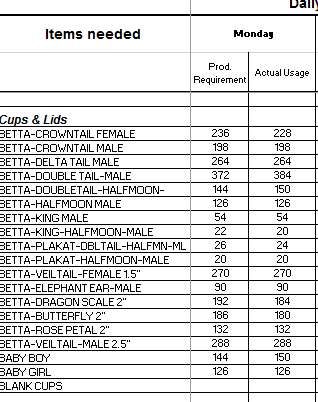 Daily
Items needed Monday
Prod. Requirement Actual Usage
Cups & Lids
BETTA-CROWNTAIL FEMALE 236 228
BETTA-CROWNTAIL MALE 198 198
BETTA-DELTA TAIL MALE 264 264
BETTA-DOUBLE TAIL-MALE 372 384
BETTA-DOUBLETAIL-HALFMOON- 144 150
BETTA-HALFMOON MALE 126 126
BETTA-KING MALE 54 54
BETTA-KING-HALFMOON-MALE 22 20
BETTA-PLAKAT-DBLTAIL-HALFMN-ML 26 24
BETTA-PLAKAT-HALFMOON-MALE 20 20
BETTA-VEILTAIL-FEMALE 1.5" 270 270
BETTA-ELEPHANT EAR-MALE 90 90
BETTA-DRAGON SCALE 2" 192 184
BETTA-BUTTERFLY 2" 186 180
BETTA-ROSE PETAL 2" 132 132
BETTA-VEILTAIL-MALE 2.5" 288 288
BABY BOY 144 150
BABY GIRL 126 126
BLANK CUPS